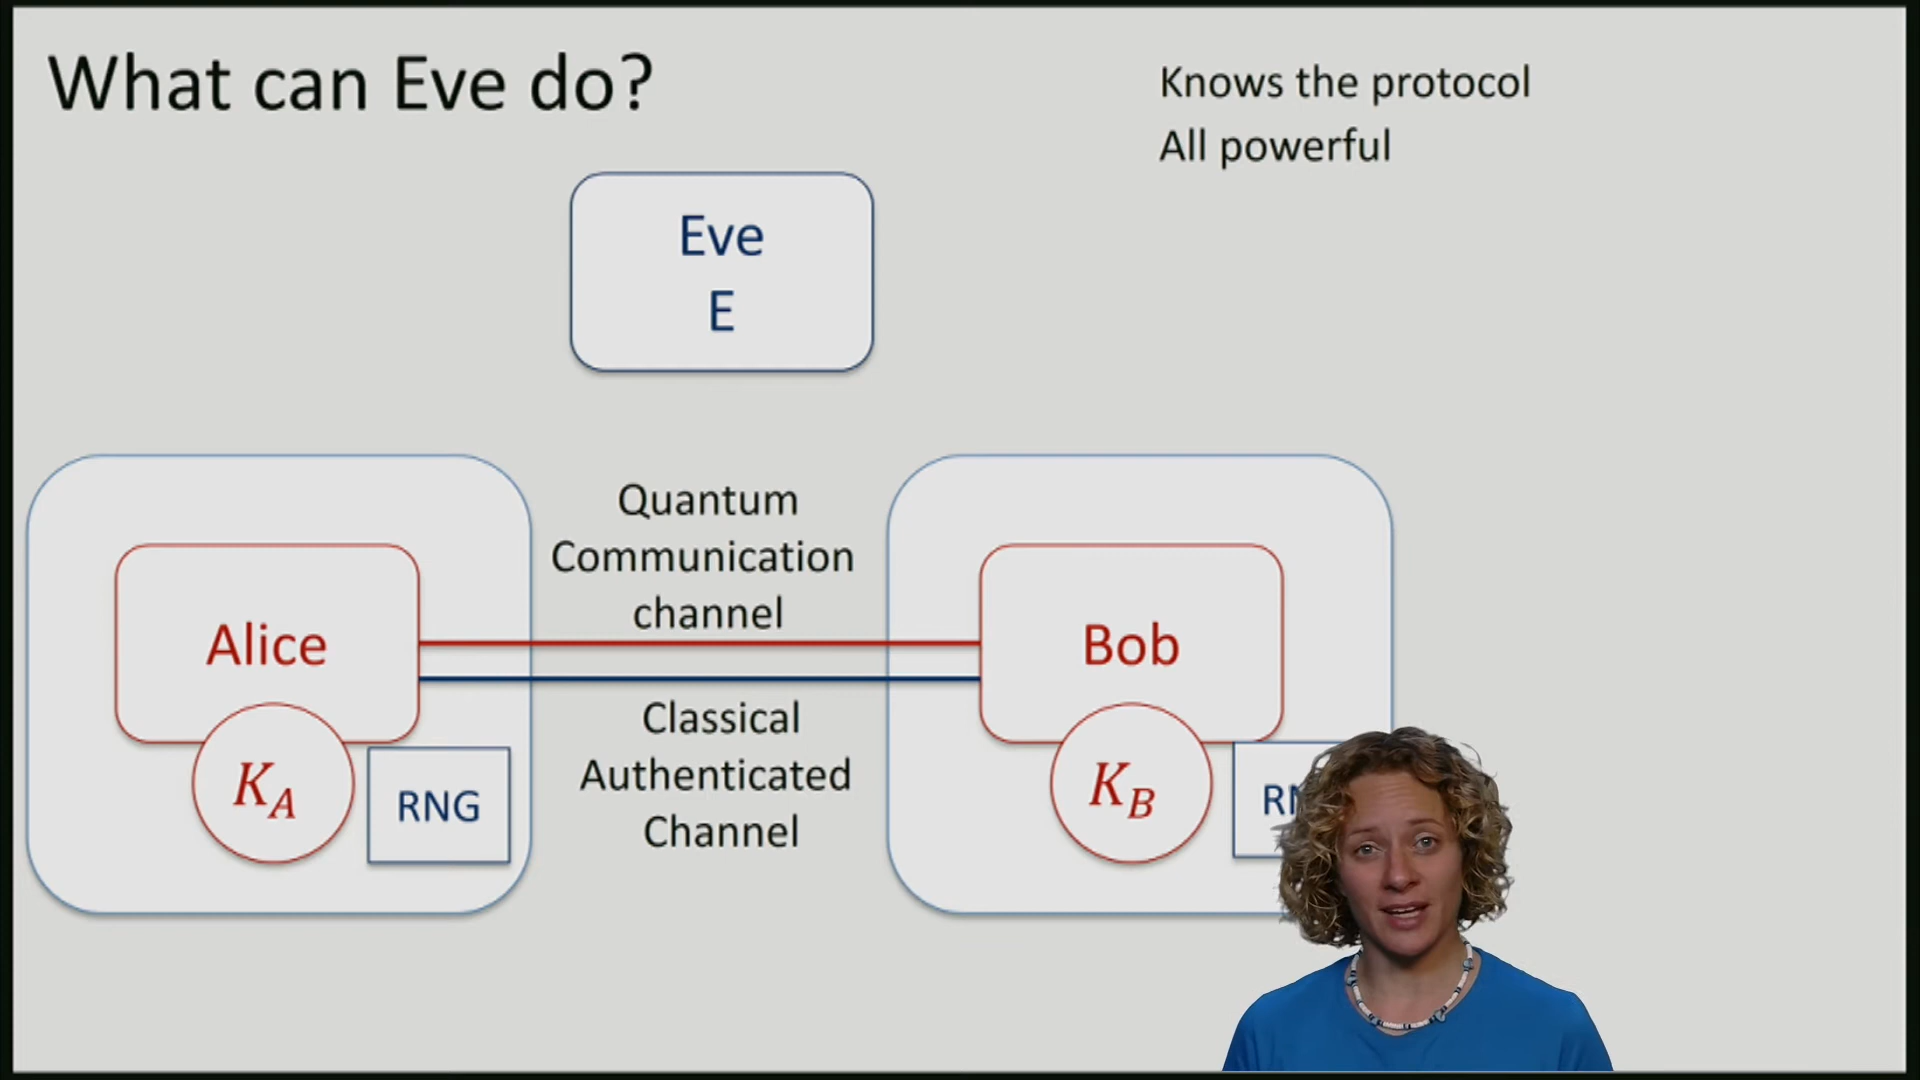 What can Eve do?
Knows the protocol
All powerful
Eve
E
Quantum
Communication
channel
Alice
Bob
Classical
Authenticated
Channel
K_A
RNG
K_B